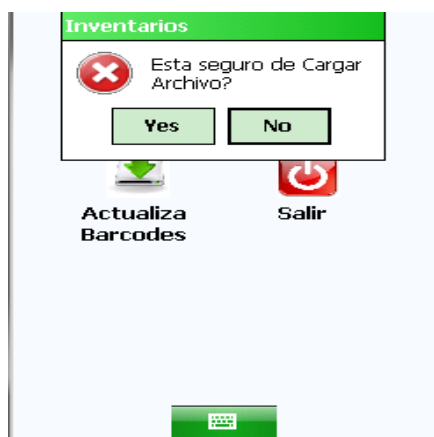 Inventarios
Esta seguro de Cargar
Archivo?
Yes No
Actualiza Salir
Barcodes